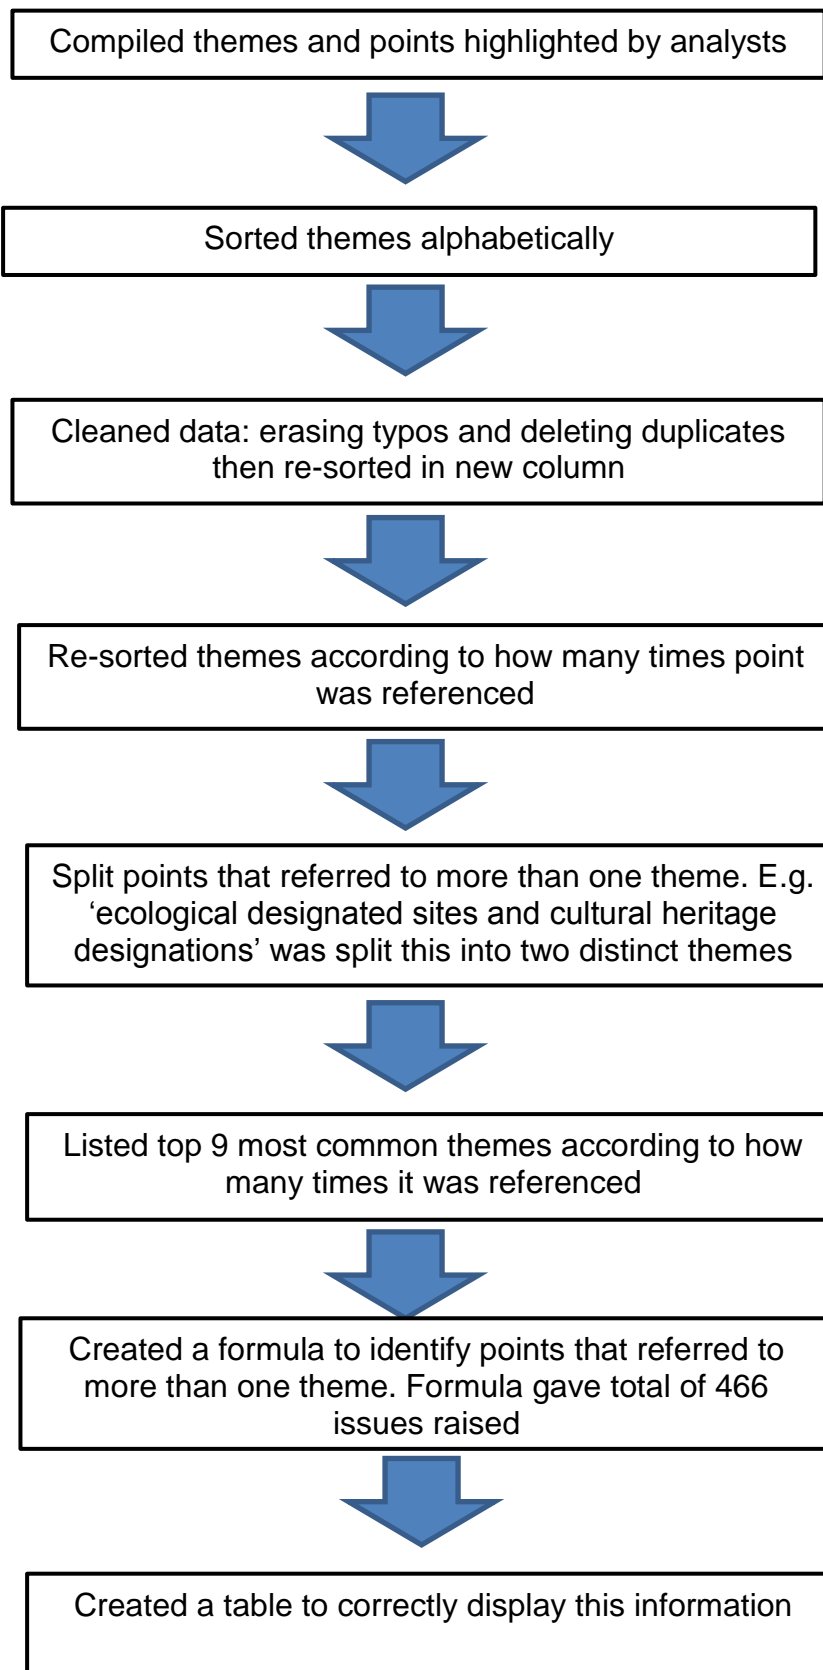 Compiled themes and points highlighted by analysts
Sorted themes alphabetically
Cleaned data: erasing typos and deleting duplicates
then re-sorted in new column
Re-sorted themes according to how many times point
was referenced
Split points that referred to more than one theme. E.g.
‘ecological designated sites and cultural heritage
designations’ was split this into two distinct themes
Listed top 9 most common themes according to how
many times it was referenced
Created a formula to identify points that referred to
more than one theme. Formula gave total of 466
issues raised
Created a table to correctly display this information